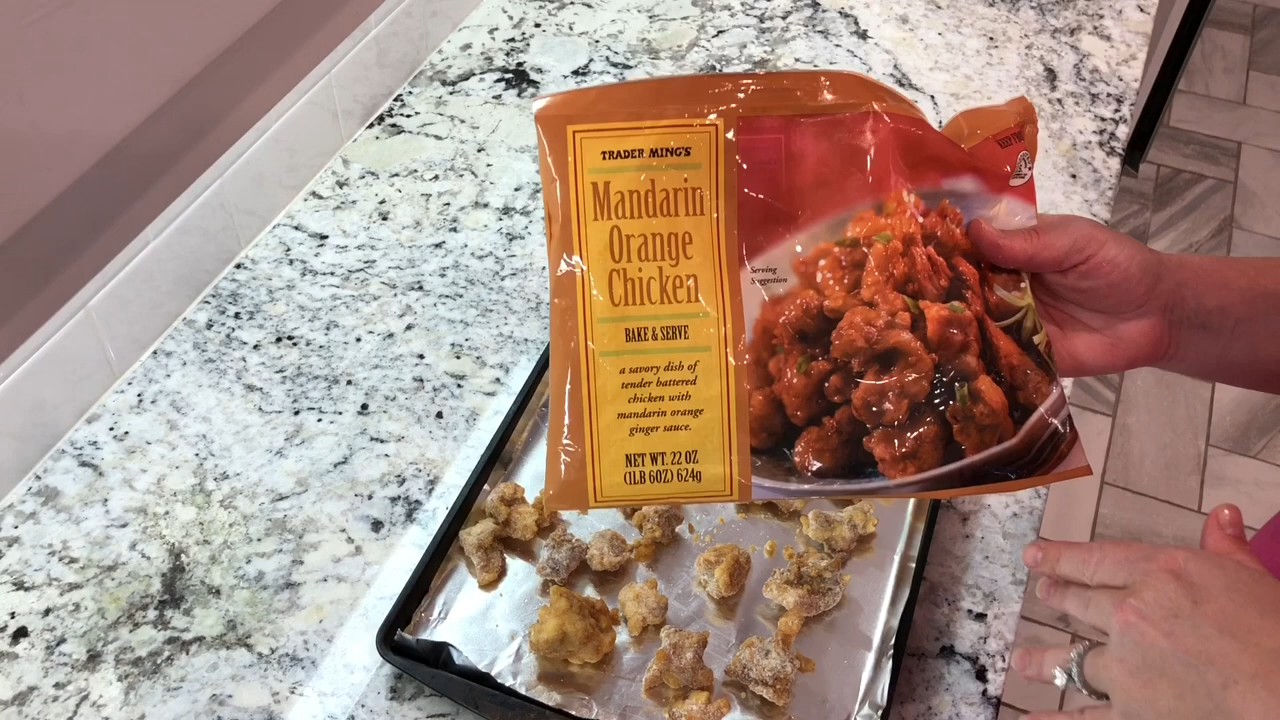 TRADER MING'S
Mandarin
Orange
Chicken
BAKE & SERVE
a savory dish of
tender battered
chicken with
mandarin orange
ginger sauce.
NET WT. 22 OZ
(1LB 6OZ) 624g
Serving
Suggestion
KEEP